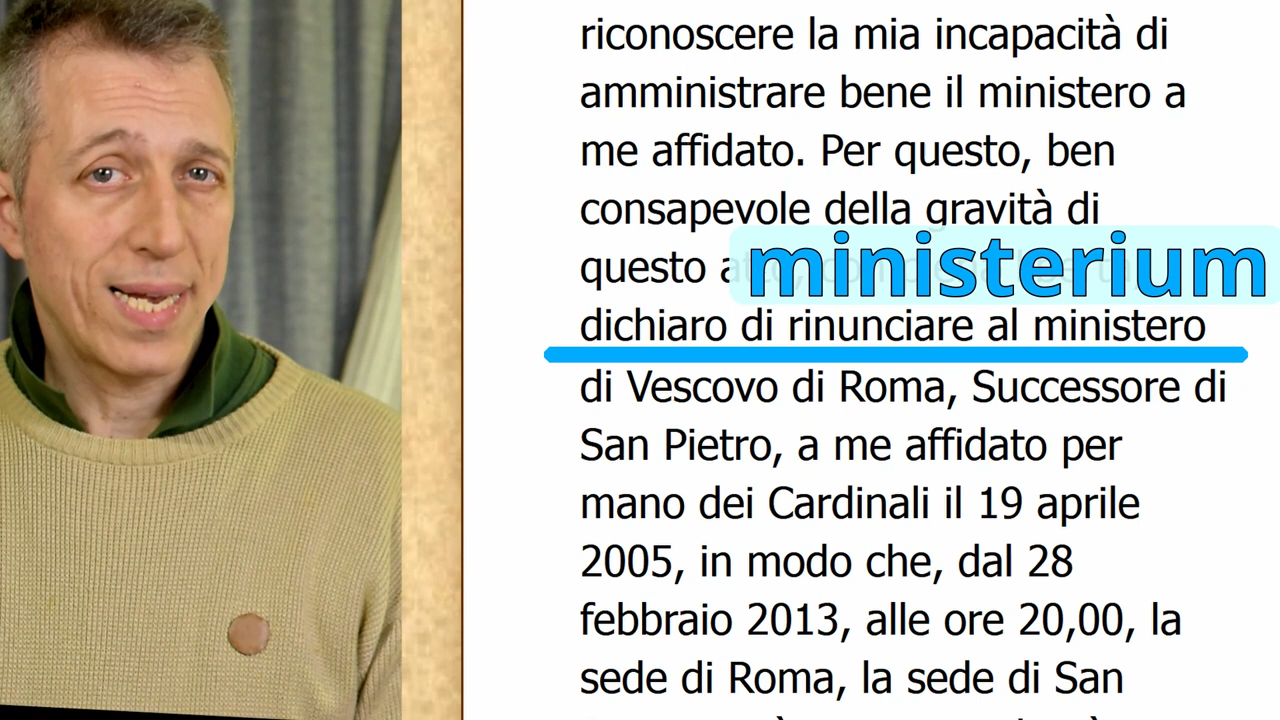 riconoscere la mia incapacità di
amministrare bene il ministero a
me affidato. Per questo, ben
consapevole della gravità di
questo
ministerium
dichiaro di rinunciare al ministero
di Vescovo di Roma, Successore di
San Pietro, a me affidato per
mano dei Cardinali il 19 aprile
2005, in modo che, dal 28
febbraio 2013, alle ore 20,00, la
sede di Roma, la sede di San